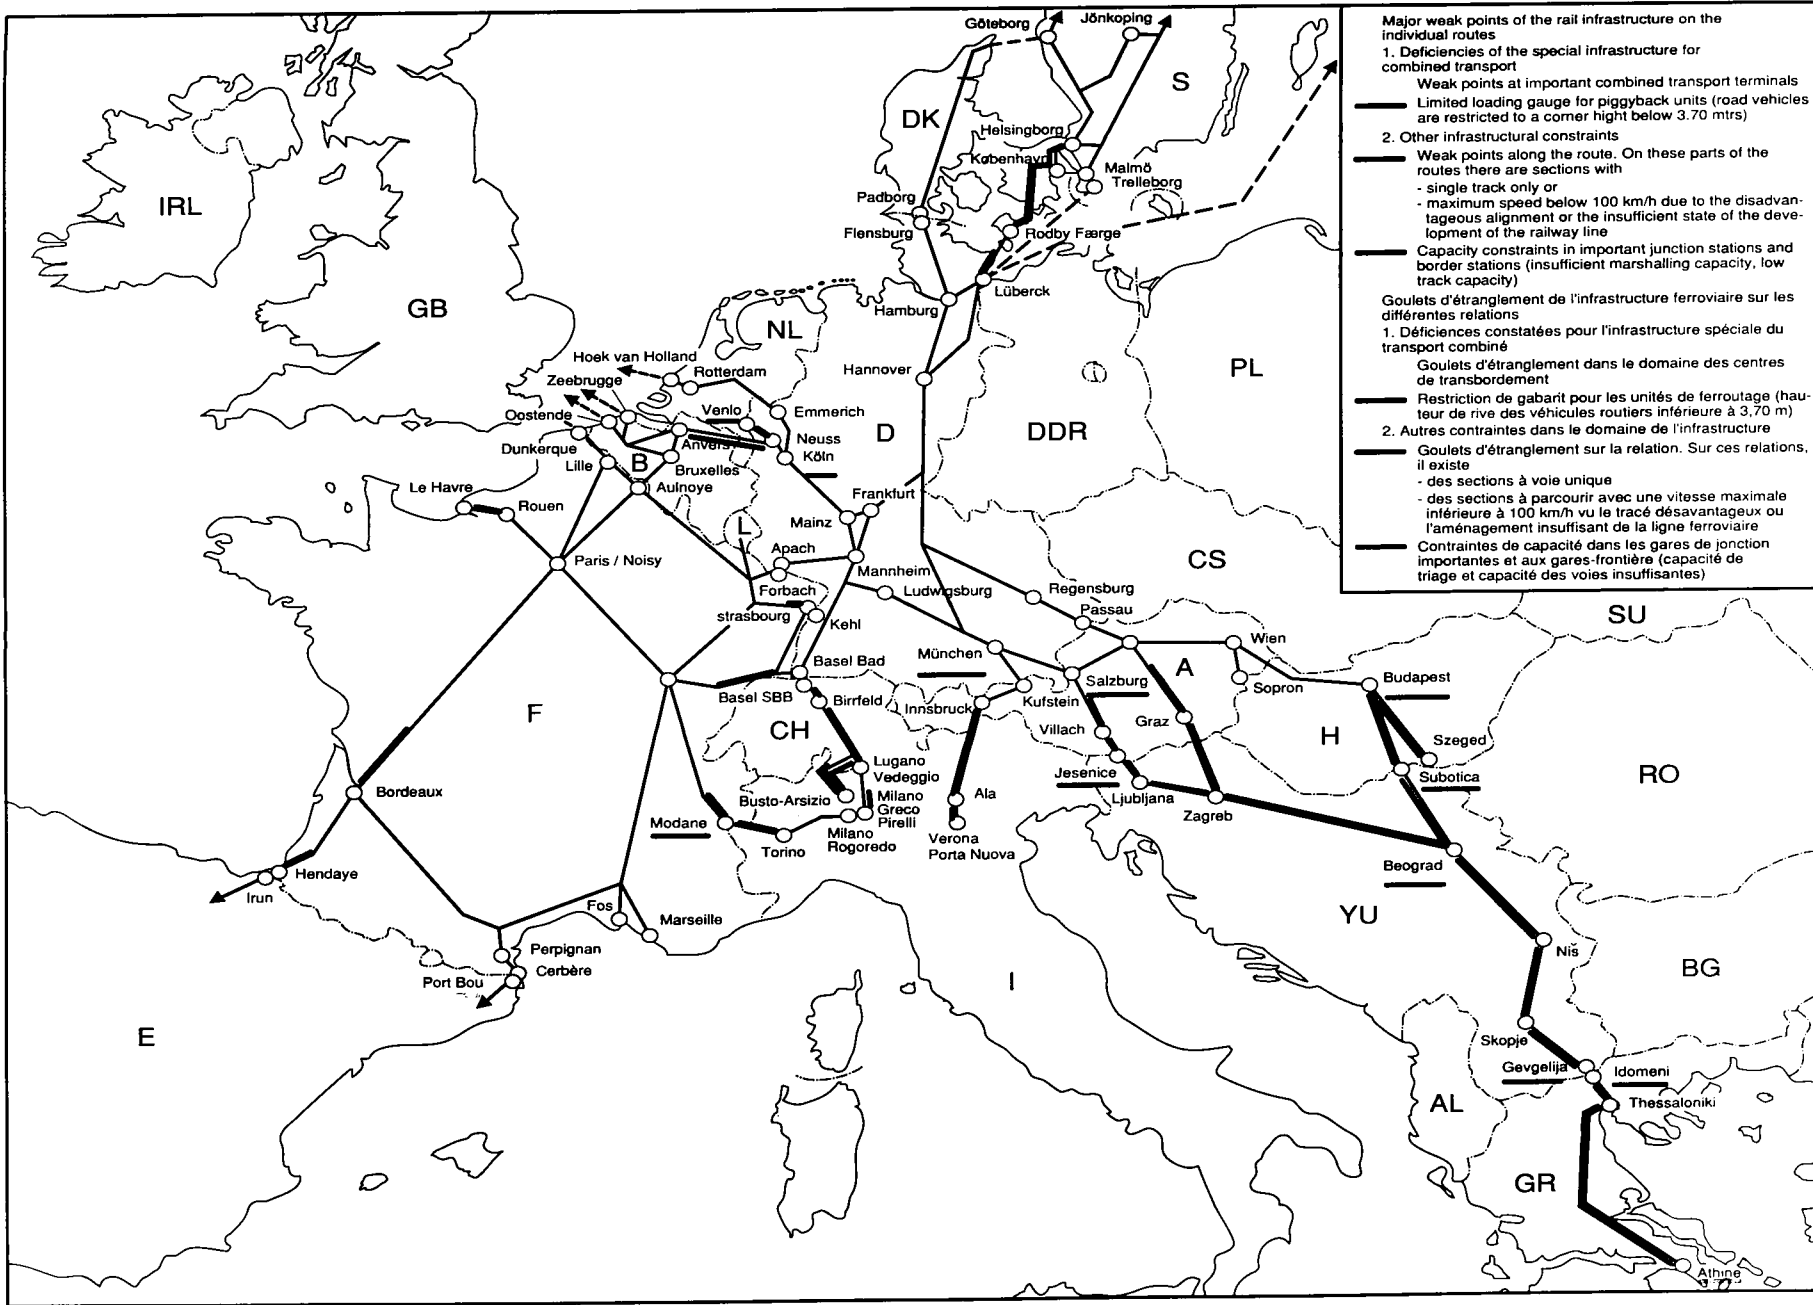 Major weak points of the rail infrastructure on the
individual routes
1. Deficiencies of the special infrastructure for
combined transport
Weak points at important combined transport terminals
Limited loading gauge for piggyback units (road vehicles
are restricted to a corner hight below 3.70 mtrs)
2. Other infrastructural constraints
Weak points along the route. On these parts of the
routes there are sections with
- single track only or
- maximum speed below 100 km/h due to the disadvan-
tageous alignment or the insufficient state of the deve-
lopment of the railway line
Capacity constraints in important junction stations and
border stations (insufficient marshalling capacity, low
track capacity)
Goulets d'étranglement de l'infrastructure ferroviaire sur les
différentes relations
1. Déficiences constatées pour l'infrastructure spéciale du
transport combiné
Goulets d'étranglement dans le domaine des centres
de transbordement
Restriction de gabarit pour les unités de ferroutage (hau-
teur de rive des véhicules routiers inférieure à 3,70 m)
2. Autres contraintes dans le domaine de l'infrastructure
Goulets d'étranglement sur la relation. Sur ces relations,
il existe
- des sections à voie unique
- des sections à parcourir avec une vitesse maximale
inférieure à 100 km/h vu le tracé désavantageux ou
l'aménagement insuffisant de la ligne ferroviaire
Contraintes de capacité dans les gares de jonction
importantes et aux gares-frontière (capacité de
triage et capacité des voies insuffisantes)
Göteborg
Jönkoping
S
DK
Helsingborg
København
Malmö
Trelleborg
IRL
Padborg
Flensburg
Rodby Færge
Lüberck
Hamburg
GB
NL
Hoek van Holland
Rotterdam
Hannover
PL
Zeebrugge
Oostende
Venlo
Emmerich
D
DDR
Dunkerque
Anvers
Neuss
Köln
Lille
B
Bruxelles
Aulnoye
Le Havre
Rouen
Frankfurt
Mainz
L
Paris / Noisy
Apach
Mannheim
CS
Forbach
Ludwigsburg
Regensburg
strasbourg
Kehl
Passau
SU
Wien
München
Basel Bad
Salzburg
A
Sopron
Budapest
Basel SBB
Birrfeld
Innsbruck
Kufstein
F
CH
Villach
Graz
H
Szeged
Lugano
Vedeggio
Jesenice
Subotica
RO
Bordeaux
Busto-Arsizio
Milano
Greco
Pirelli
Ala
Ljubljana
Zagreb
Modane
Torino
Milano
Rogoredo
Verona
Porta Nuova
Beograd
Hendaye
Irun
Fos
Marseille
YU
Niš
Perpignan
Cerbère
Port Bou
I
BG
E
Skopje
Gevgelija
Idomeni
AL
Thessaloniki
GR
Athine